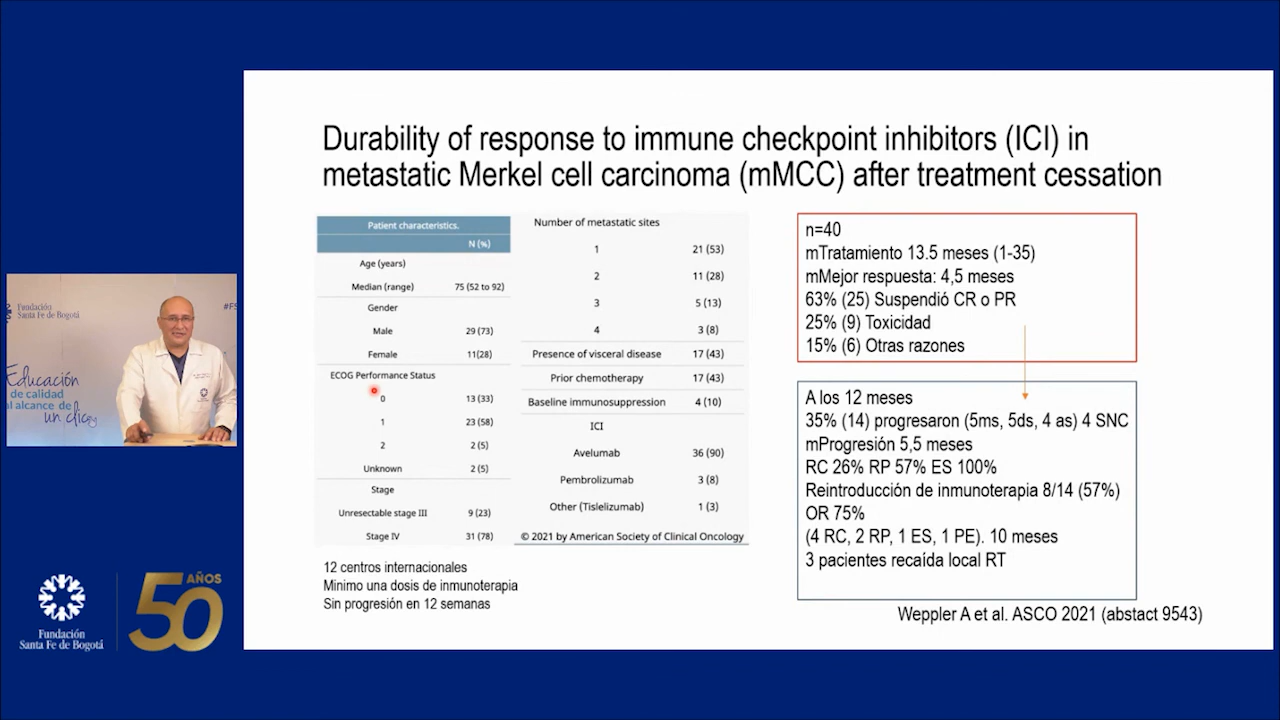 Durability of response to immune checkpoint inhibitors (ICI) in
metastatic Merkel cell carcinoma (mMCC) after treatment cessation
Patient characteristics.
N (%)
Age (years)
Median (range) 75 (52 to 92)
Gender
Male 29 (73)
Female 11(28)
ECOG Performance Status
0 13 (33)
1 23 (58)
2 2 (5)
Unknown 2 (5)
Stage
Unresectable stage III 9 (23)
Stage IV 31 (78)
Number of metastatic sites
1 21 (53)
2 11 (28)
3 5 (13)
4 3 (8)
Presence of visceral disease 17 (43)
Prior chemotherapy 17 (43)
Baseline immunosuppression 4 (10)
ICI
Avelumab 36 (90)
Pembrolizumab 3 (8)
Other (Tislelizumab) 1 (3)
© 2021 by American Society of Clinical Oncology
12 centros internacionales
Minimo una dosis de inmunoterapia
Sin progresión en 12 semanas
n=40
mTratamiento 13.5 meses (1-35)
mMejor respuesta: 4,5 meses
63% (25) Suspendió CR o PR
25% (9) Toxicidad
15% (6) Otras razones
A los 12 meses
35% (14) progresaron (5ms, 5ds, 4 as) 4 SNC
mProgresión 5,5 meses
RC 26% RP 57% ES 100%
Reintroducción de inmunoterapia 8/14 (57%)
OR 75%
(4 RC, 2 RP, 1 ES, 1 PE). 10 meses
3 pacientes recaída local RT
Weppler A et al. ASCO 2021 (abstact 9543)
Fundación
Santa Fe de Bogotá
#FS
Educación
de calidad
al alcance de
un clic
Fundación
Santa Fe de Bogotá
50 AÑOS